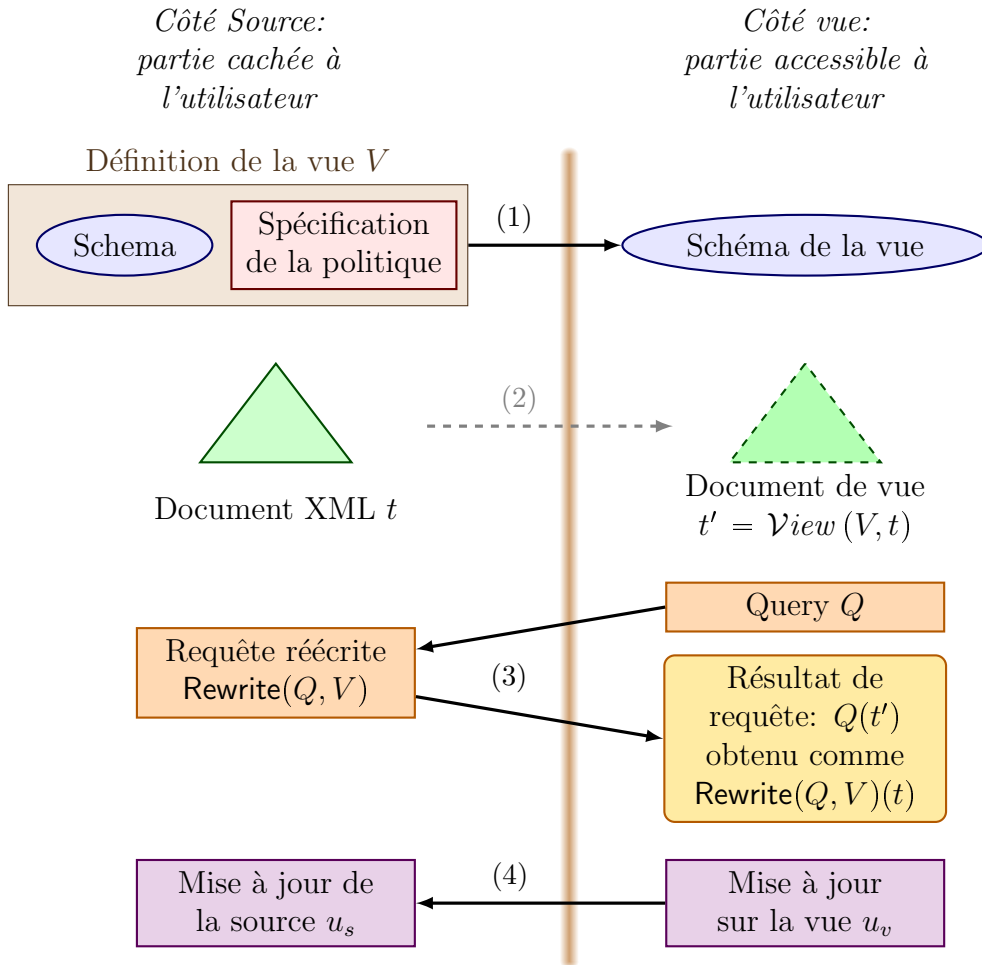 Côté Source:
partie cachée à
l'utilisateur
Côté vue:
partie accessible à
l'utilisateur
Définition de la vue V
Schema
Spécification
de la politique
(1)
Schéma de la vue
(2)
Document XML t
Document de vue
t′ = View (V, t)
Query Q
Requête réécrite
Rewrite(Q, V)
(3)
Résultat de
requête: Q(t′)
obtenu comme
Rewrite(Q, V)(t)
Mise à jour de
la source u_s
(4)
Mise à jour
sur la vue u_v